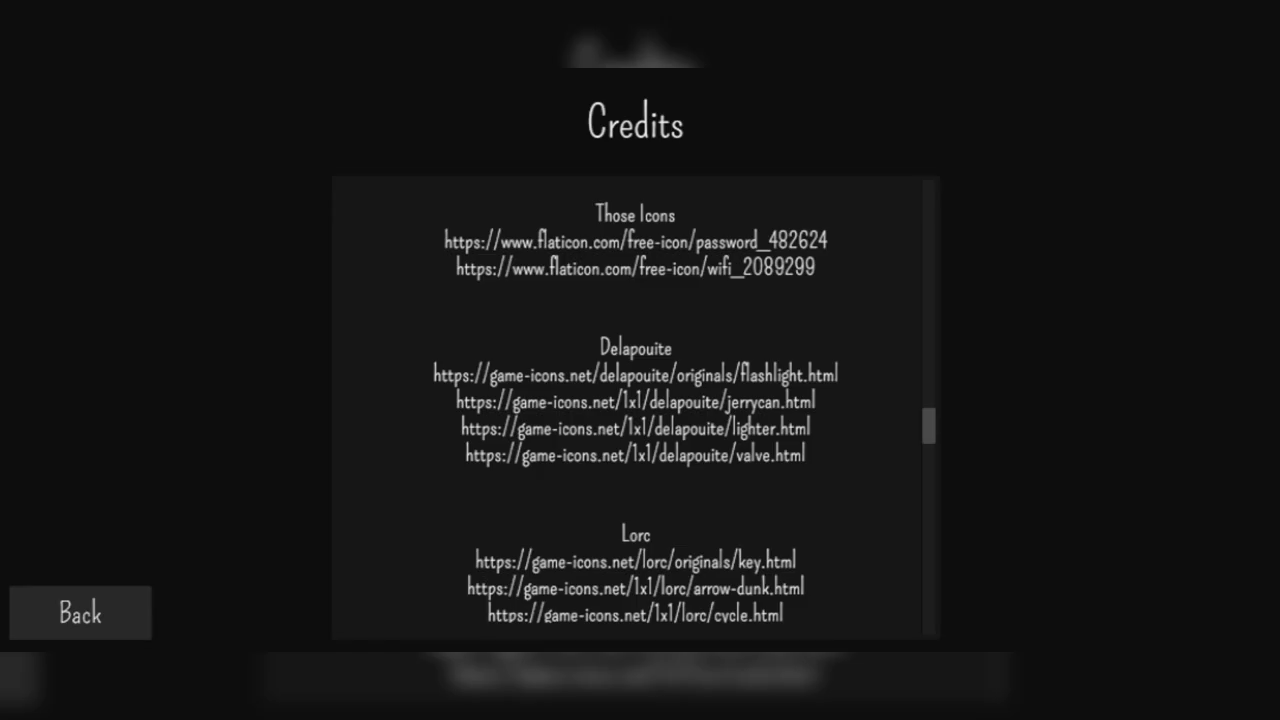 Credits
Those Icons
https://www.flaticon.com/free-icon/password_482624
https://www.flaticon.com/free-icon/wifi_2089299
Delapouite
https://game-icons.net/delapouite/originals/flashlight.html
https://game-icons.net/1x1/delapouite/jerrycan.html
https://game-icons.net/1x1/delapouite/lighter.html
https://game-icons.net/1x1/delapouite/valve.html
Lorc
https://game-icons.net/lorc/originals/key.html
https://game-icons.net/1x1/lorc/arrow-dunk.html
https://game-icons.net/1x1/lorc/cycle.html
Back